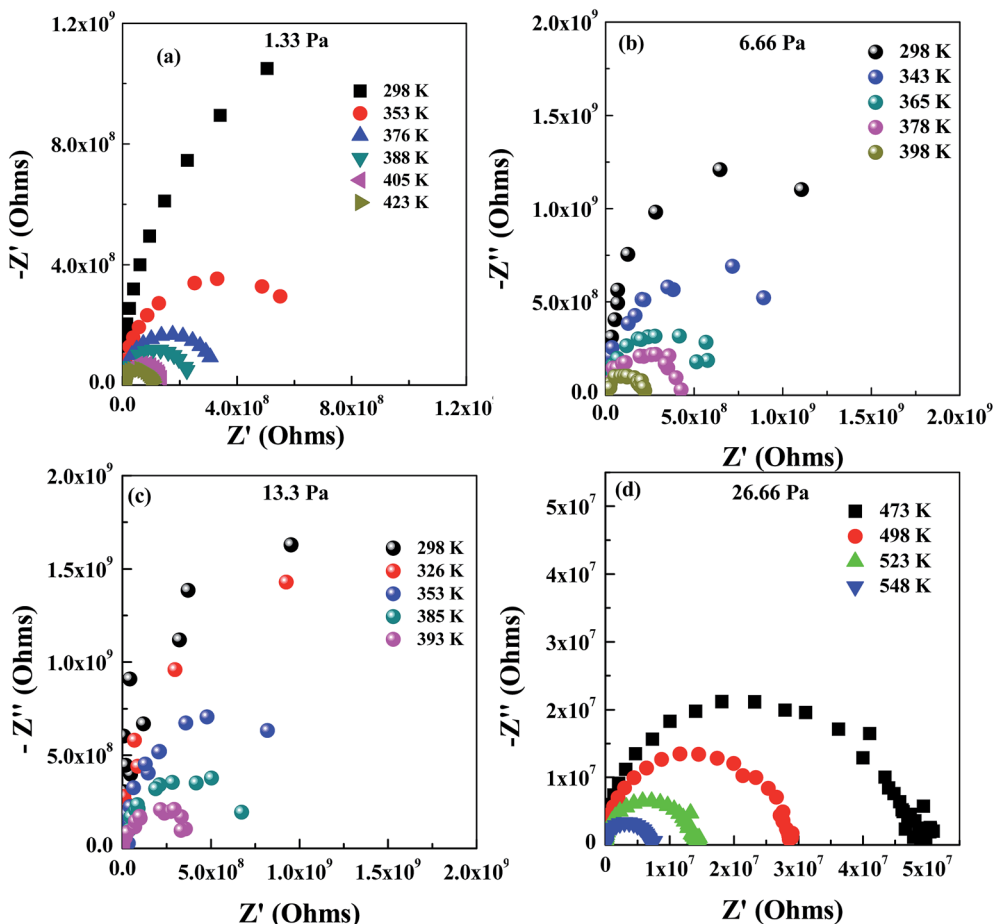 (a)
1.33 Pa
1.2x10⁹
8.0x10⁸
4.0x10⁸
0.0
-Z' (Ohms)
298 K
353 K
376 K
388 K
405 K
423 K
0.0
4.0x10⁸
8.0x10⁸
1.2x10⁹
Z' (Ohms)
(b)
6.66 Pa
2.0x10⁹
1.5x10⁹
1.0x10⁹
5.0x10⁸
0.0
-Z'' (Ohms)
298 K
343 K
365 K
378 K
398 K
0.0
5.0x10⁸
1.0x10⁹
1.5x10⁹
2.0x10⁹
Z' (Ohms)
(c)
13.3 Pa
2.0x10⁹
1.5x10⁹
1.0x10⁹
5.0x10⁸
0.0
- Z'' (Ohms)
298 K
326 K
353 K
385 K
393 K
0.0
5.0x10⁸
1.0x10⁹
1.5x10⁹
2.0x10⁹
Z' (Ohms)
(d)
26.66 Pa
5x10⁷
4x10⁷
3x10⁷
2x10⁷
1x10⁷
0
-Z'' (Ohms)
473 K
498 K
523 K
548 K
0
1x10⁷
2x10⁷
3x10⁷
4x10⁷
5x10⁷
Z' (Ohms)